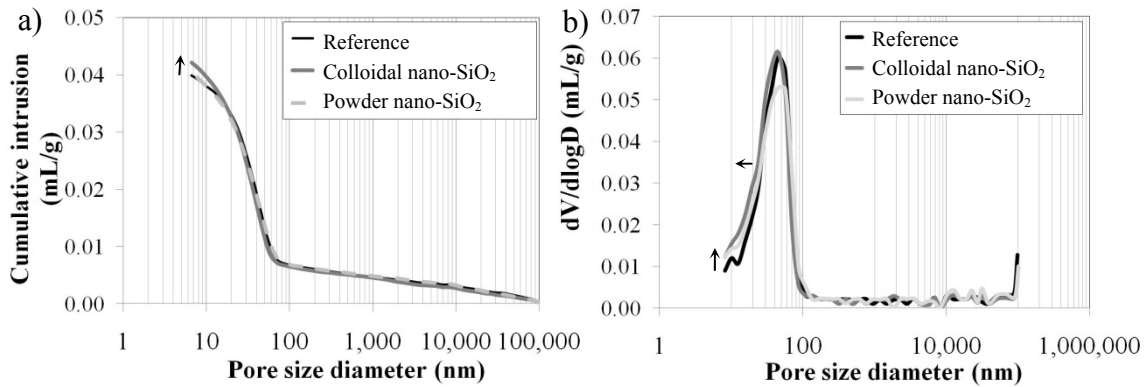 a)
Cumulative intrusion
(mL/g)
0.05
0.04
0.03
0.02
0.01
0.00
Reference
Colloidal nano-SiO₂
Powder nano-SiO₂
1 10 100 1,000 10,000 100,000
Pore size diameter (nm)
b)
dV/dlogD (mL/g)
0.07
0.06
0.05
0.04
0.03
0.02
0.01
0.00
Reference
Colloidal nano-SiO₂
Powder nano-SiO₂
1 100 10,000 1,000,000
Pore size diameter (nm)